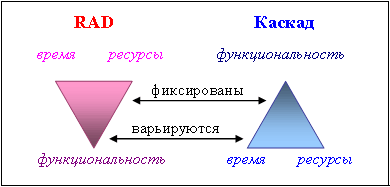 RAD Каскад
время ресурсы функциональность
фиксированы
варьируются
функциональность время ресурсы